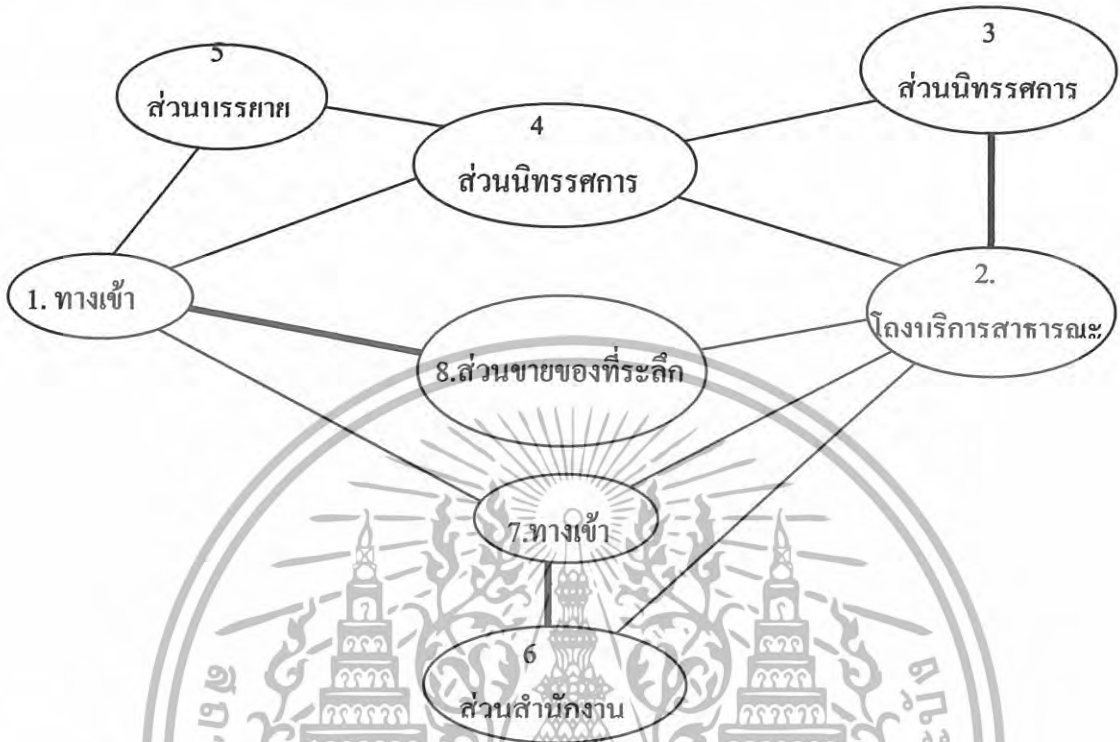 5
ส่วนบรรยาย
3
ส่วนนิทรรศการ
4
ส่วนนิทรรศการ
1. ทางเข้า
2.
โถงบริการสาธารณะ
8.ส่วนขายของที่ระลึก
7.ทางเข้า
6
ส่วนสำนักงาน